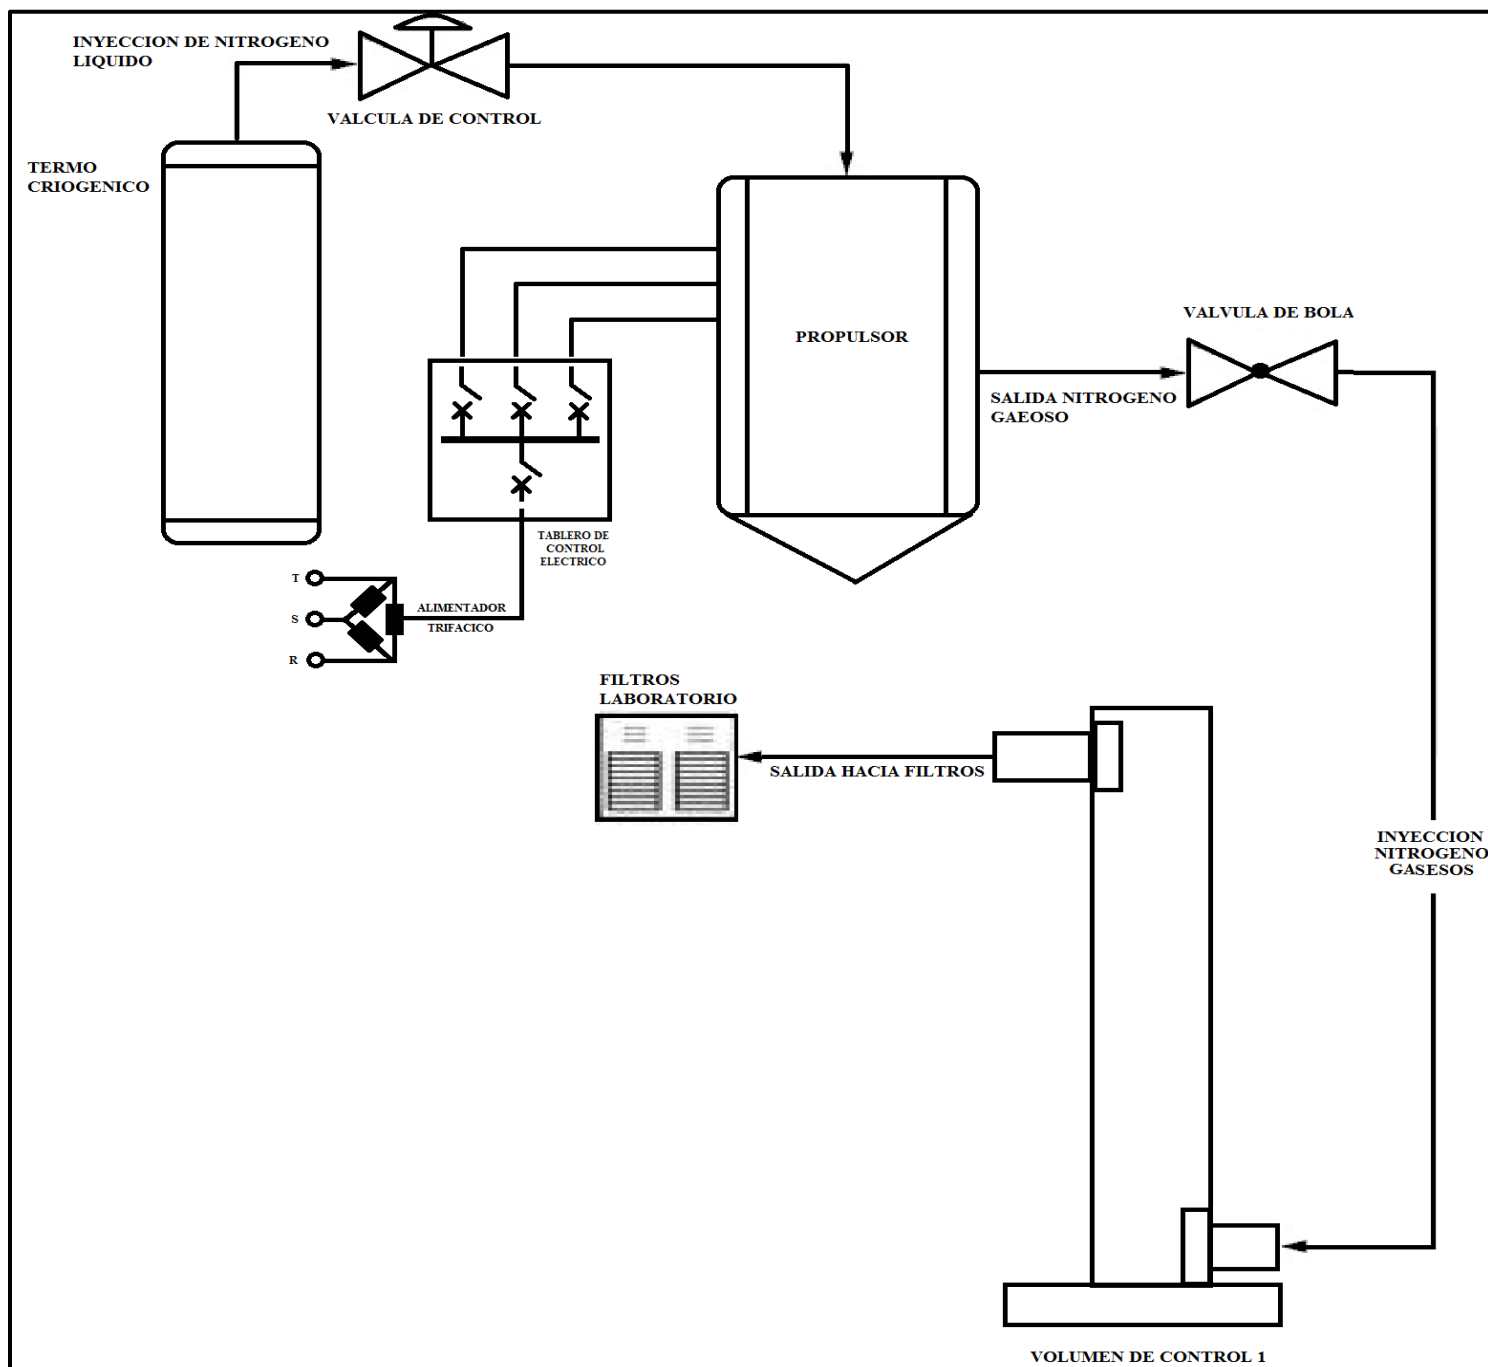 INYECCION DE NITROGENO
LIQUIDO
VALCULA DE CONTROL
TERMO
CRIOGENICO
PROPULSOR
VALVULA DE BOLA
SALIDA NITROGENO
GAEOSO
TABLERO DE
CONTROL
ELECTRICO
T
S
R
ALIMENTADOR
TRIFACICO
FILTROS
LABORATORIO
SALIDA HACIA FILTROS
INYECCION
NITROGENO
GASESOS
VOLUMEN DE CONTROL 1